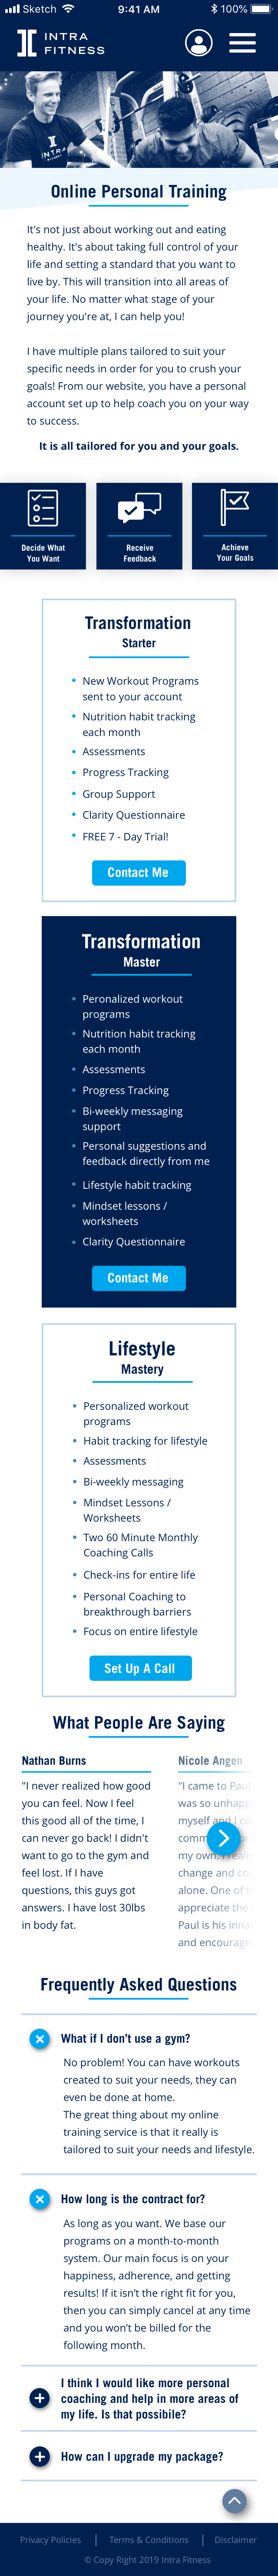 Sketch
9:41 AM
100%
INTRA
FITNESS
INTRA
FITNESS
Online Personal Training
It's not just about working out and eating
healthy. It's about taking full control of your
life and setting a standard that you want to
live by. This will transition into all areas of
your life. No matter what stage of your
journey you're at, I can help you!
I have multiple plans tailored to suit your
specific needs in order for you to crush your
goals! From our website, you have a personal
account set up to help coach you on your way
to success.
It is all tailored for you and your goals.
Decide What
You Want
Receive
Feedback
Achieve
Your Goals
Transformation
Starter
New Workout Programs
sent to your account
Nutrition habit tracking
each month
Assessments
Progress Tracking
Group Support
Clarity Questionnaire
FREE 7 - Day Trial!
Contact Me
Transformation
Master
Peronalized workout
programs
Nutrition habit tracking
each month
Assessments
Progress Tracking
Bi-weekly messaging
support
Personal suggestions and
feedback directly from me
Lifestyle habit tracking
Mindset lessons /
worksheets
Clarity Questionnaire
Contact Me
Lifestyle
Mastery
Personalized workout
programs
Habit tracking for lifestyle
Assessments
Bi-weekly messaging
Mindset Lessons /
Worksheets
Two 60 Minute Monthly
Coaching Calls
Check-ins for entire life
Personal Coaching to
breakthrough barriers
Focus on entire lifestyle
Set Up A Call
What People Are Saying
Nathan Burns
"I never realized how good
you can feel. Now I feel
this good all of the time, I
can never go back! I didn't
want to go to the gym and
feel lost. If I have
questions, this guys got
answers. I have lost 30lbs
in body fat.
Nicole Angen
"I came to Paul
was so unhapp
myself and I co
comm
my own. I reall
change and cou
alone. One of t
appreciate the
Paul is his inna
and encourage
Frequently Asked Questions
What if I don't use a gym?
No problem! You can have workouts
created to suit your needs, they can
even be done at home.
The great thing about my online
training service is that it really is
tailored to suit your needs and lifestyle.
How long is the contract for?
As long as you want. We base our
programs on a month-to-month
system. Our main focus is on your
happiness, adherence, and getting
results! If it isn't the right fit for you,
then you can simply cancel at any time
and you won't be billed for the
following month.
I think I would like more personal
coaching and help in more areas of
my life. Is that possibile?
How can I upgrade my package?
Privacy Policies | Terms & Conditions | Disclaimer
© Copy Right 2019 Intra Fitness